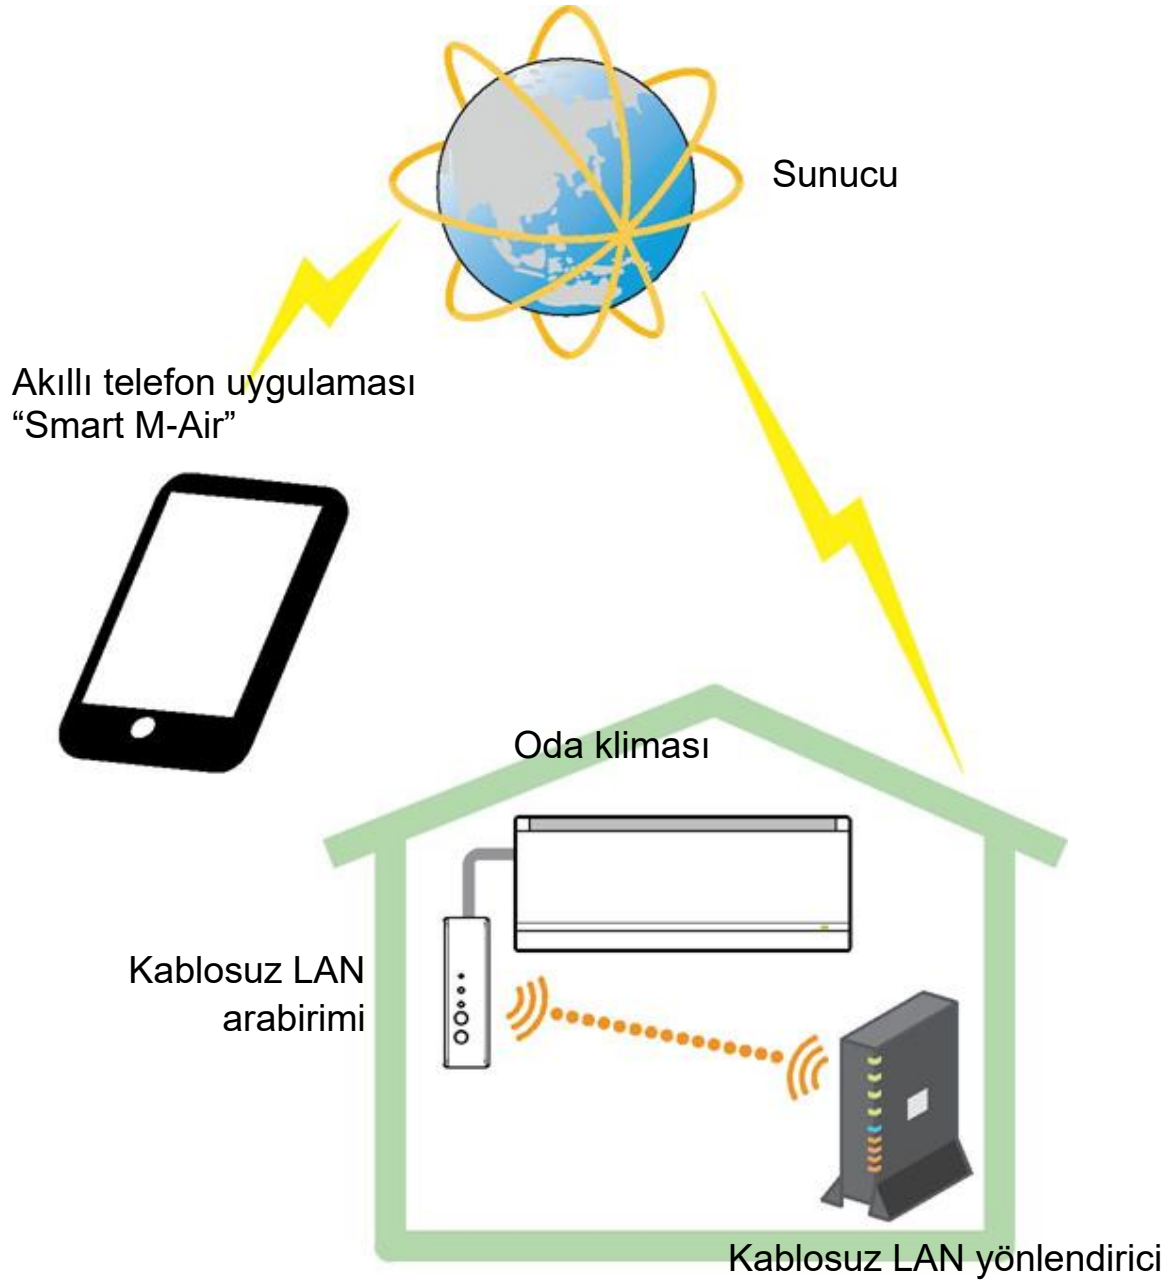 Sunucu
Akıllı telefon uygulaması
“Smart M-Air”
Oda kliması
Kablosuz LAN
arabirimi
Kablosuz LAN yönlendirici